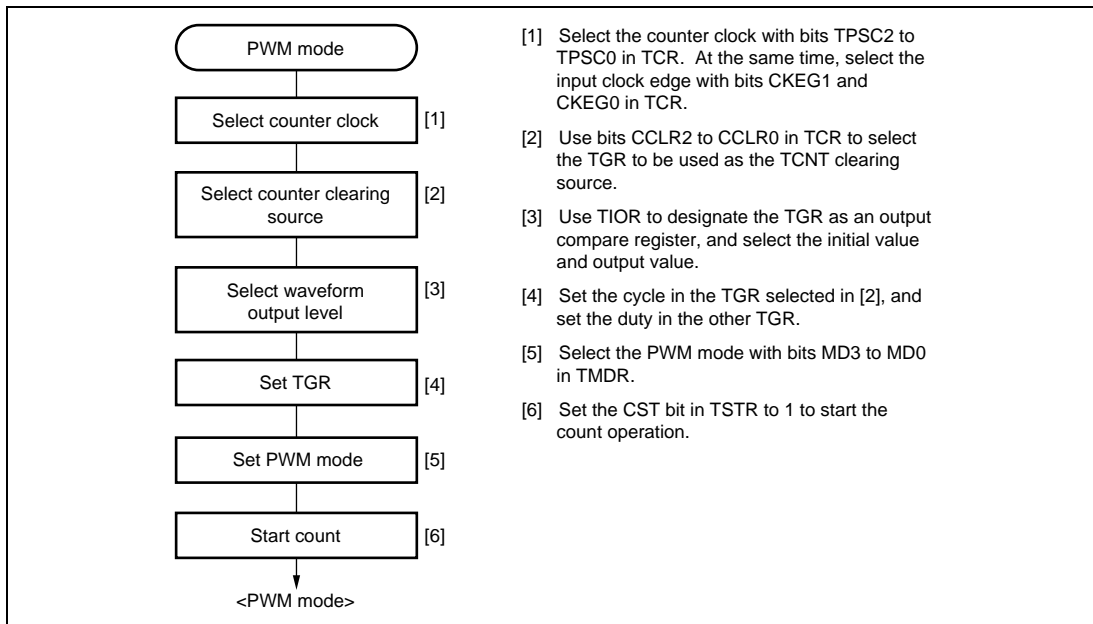 PWM mode
Select counter clock
[1]
Select counter clearing
source
[2]
Select waveform
output level
[3]
Set TGR
[4]
Set PWM mode
[5]
Start count
[6]
<PWM mode>
[1] Select the counter clock with bits TPSC2 to
TPSC0 in TCR. At the same time, select the
input clock edge with bits CKEG1 and
CKEG0 in TCR.
[2] Use bits CCLR2 to CCLR0 in TCR to select
the TGR to be used as the TCNT clearing
source.
[3] Use TIOR to designate the TGR as an output
compare register, and select the initial value
and output value.
[4] Set the cycle in the TGR selected in [2], and
set the duty in the other TGR.
[5] Select the PWM mode with bits MD3 to MD0
in TMDR.
[6] Set the CST bit in TSTR to 1 to start the
count operation.